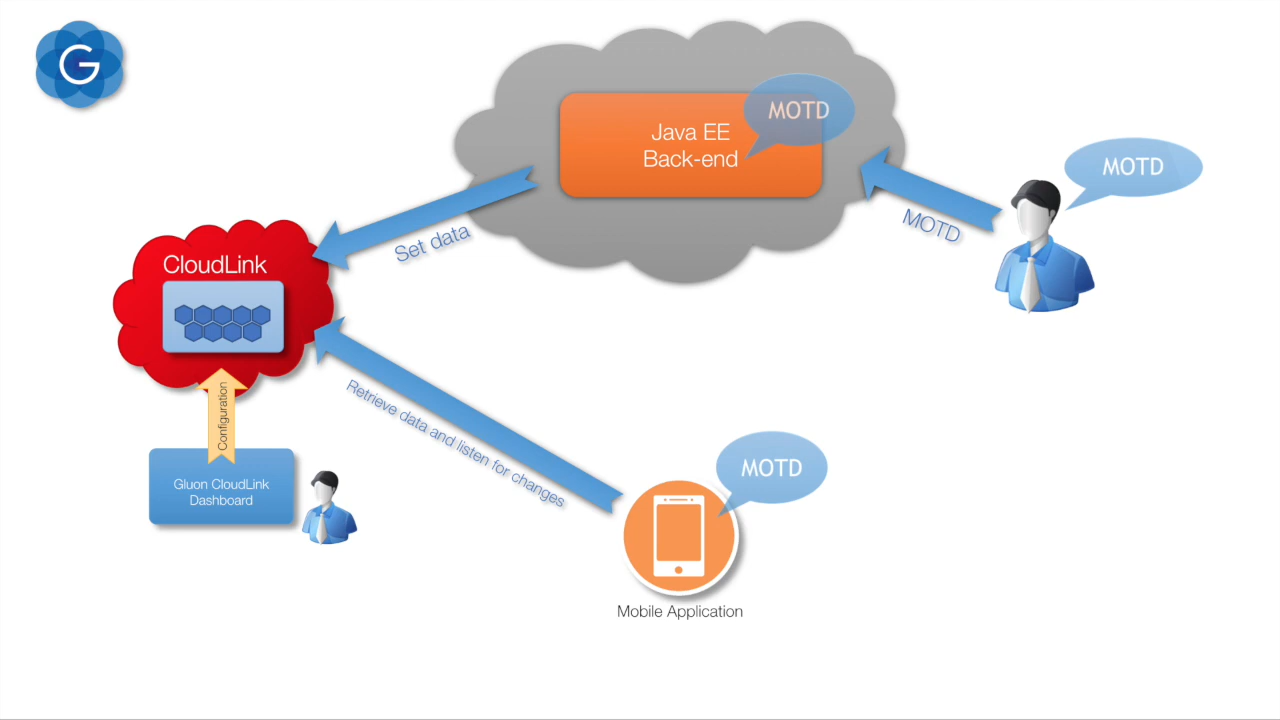 G
MOTD
Java EE
Back-end
MOTD
MOTD
Set data
CloudLink
Retrieve data and listen for changes
Configuration
Gluon CloudLink
Dashboard
MOTD
Mobile Application